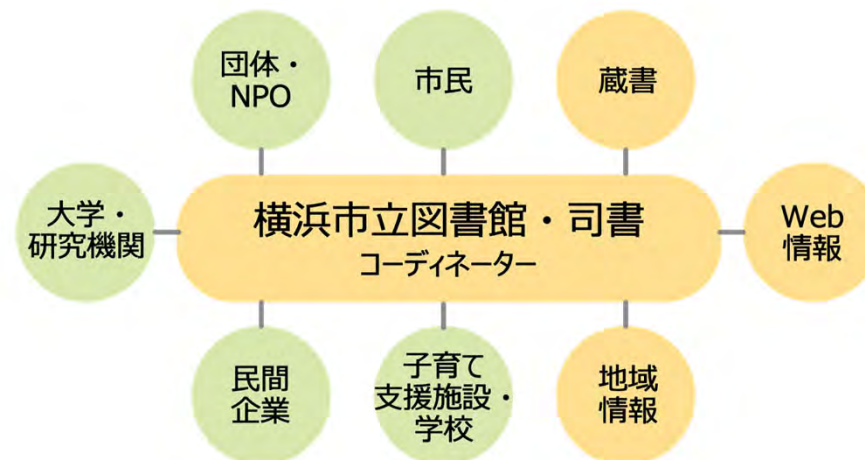 団体・
NPO
市民
蔵書
大学・
研究機関
横浜市立図書館・司書
コーディネーター
Web
情報
民間
企業
子育て
支援施設・
学校
地域
情報